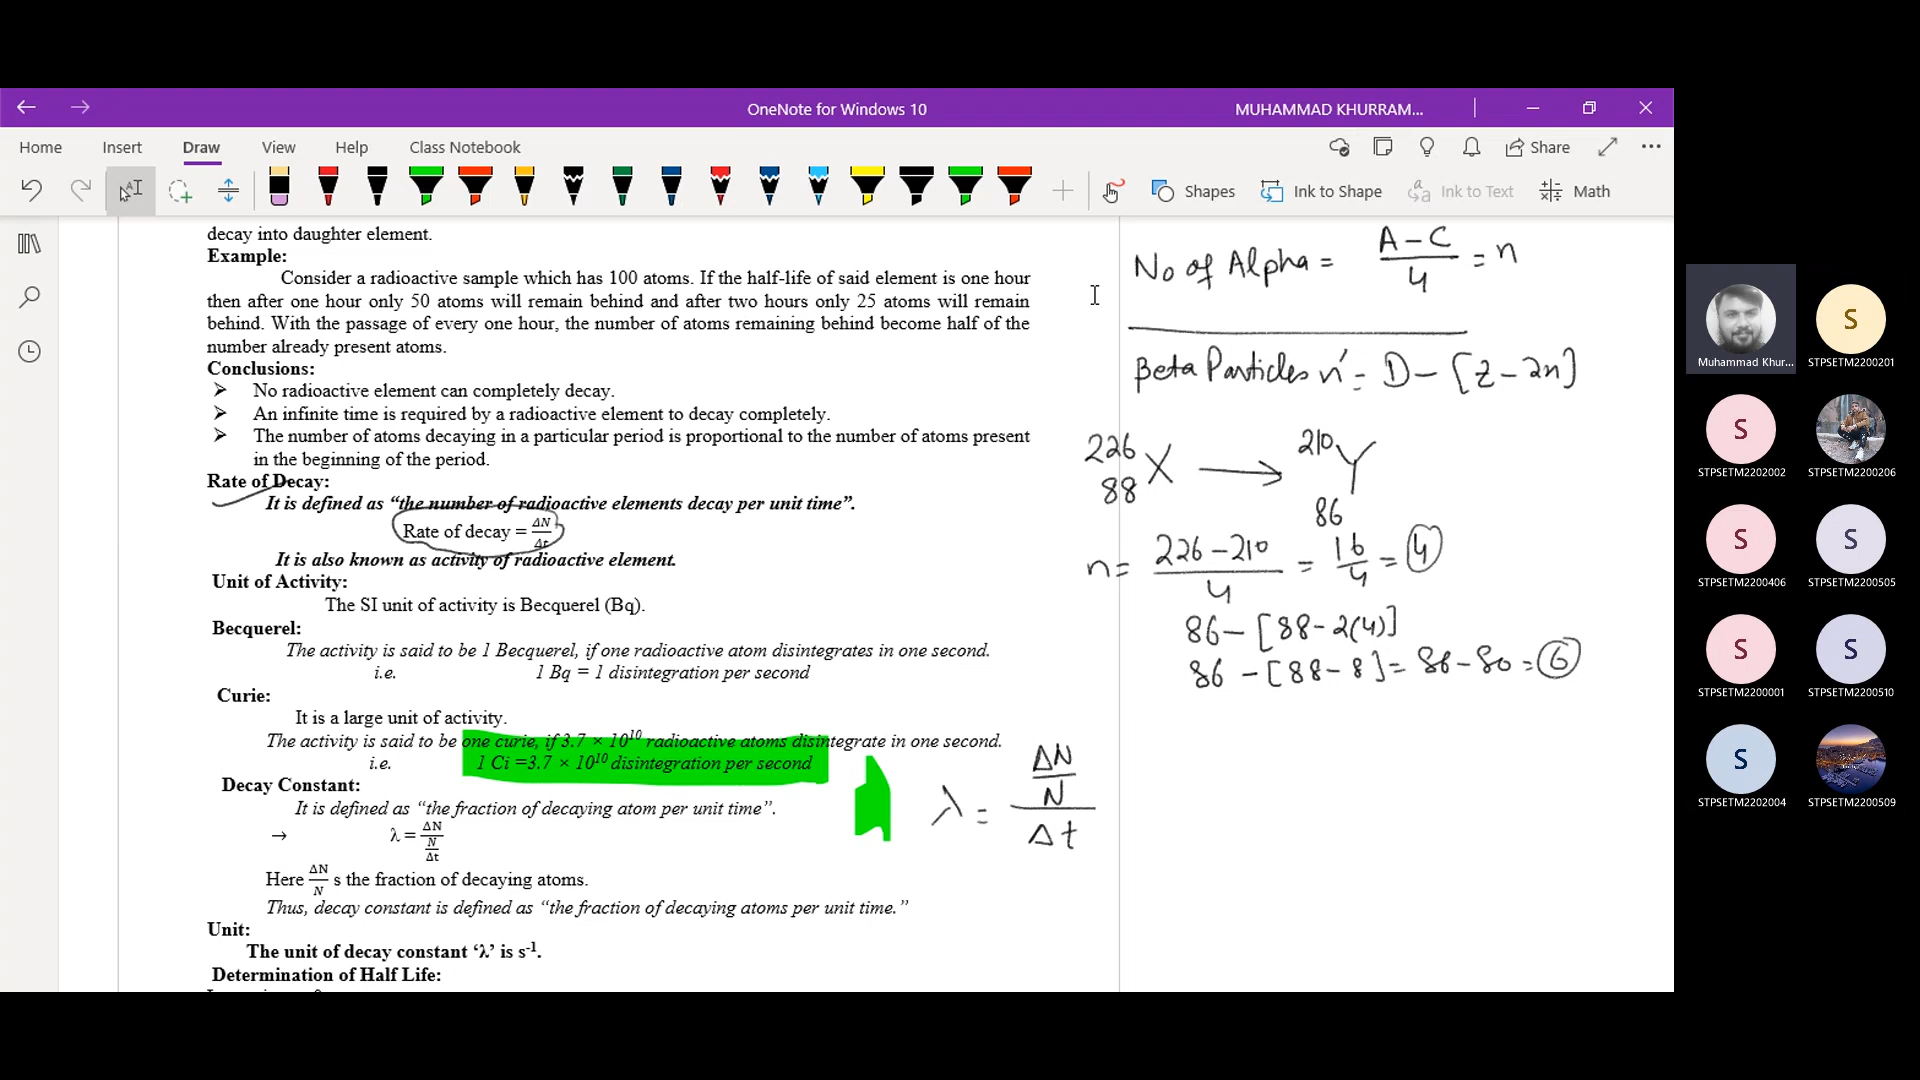 OneNote for Windows 10
MUHAMMAD KHURRAM...
Home Insert Draw View Help Class Notebook
Share
Shapes Ink to Shape Ink to Text Math
decay into daughter element.
Example:
Consider a radioactive sample which has 100 atoms. If the half-life of said element is one hour
then after one hour only 50 atoms will remain behind and after two hours only 25 atoms will remain
behind. With the passage of every one hour, the number of atoms remaining behind become half of the
number already present atoms.
Conclusions:
➤ No radioactive element can completely decay.
➤ An infinite time is required by a radioactive element to decay completely.
➤ The number of atoms decaying in a particular period is proportional to the number of atoms present
in the beginning of the period.
Rate of Decay:
It is defined as “the number of radioactive elements decay per unit time”.
Rate of decay = ΔN/Δt
It is also known as activity of radioactive element.
Unit of Activity:
The SI unit of activity is Becquerel (Bq).
Becquerel:
The activity is said to be 1 Becquerel, if one radioactive atom disintegrates in one second.
i.e. 1 Bq = 1 disintegration per second
Curie:
It is a large unit of activity.
The activity is said to be one curie, if 3.7 × 10¹⁰ radioactive atoms disintegrate in one second.
i.e. 1 Ci =3.7 × 10¹⁰ disintegration per second
Decay Constant:
It is defined as “the fraction of decaying atom per unit time”.
→ λ = ΔN/N/Δt
Here ΔN/N s the fraction of decaying atoms.
Thus, decay constant is defined as “the fraction of decaying atoms per unit time.”
Unit:
The unit of decay constant ‘λ’ is s⁻¹.
Determination of Half Life:
No of Alpha = A-C/4 = n
Beta Particles n' = D - [Z - 2n]
226 88 X → 210 86 Y
n = 226-210/4 = 16/4 = 4
86 - [88 - 2(4)]
86 - [88 - 8] = 86 - 80 = 6
λ = ΔN/N/Δt
Muhammad Khur...
S
STPSETM2200201
S
STPSETM2202002
STPSETM2200206
S
STPSETM2200406
S
STPSETM2200505
S
STPSETM2200001
S
STPSETM2200510
S
STPSETM2202004
STPSETM2200509